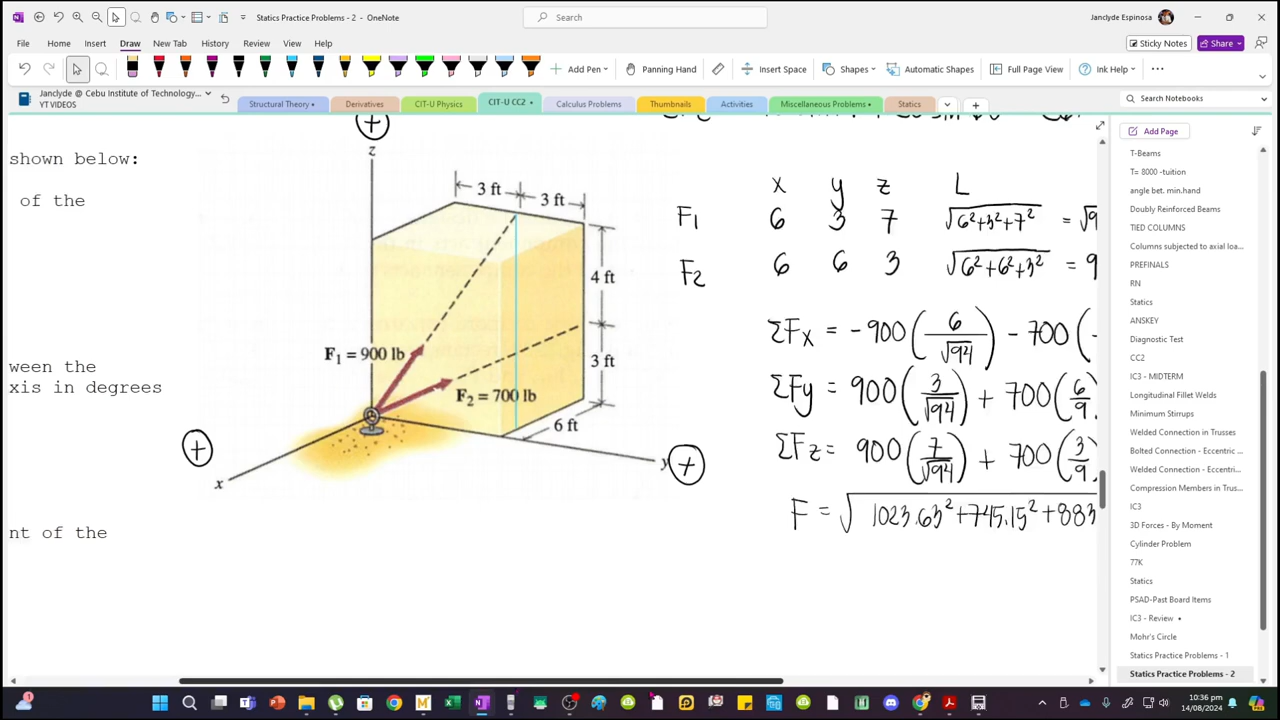 Statics Practice Problems - 2 - OneNote
Search
Janclyde Espinosa
File Home Insert Draw New Tab History Review View Help
Sticky Notes Share
Add Pen Panning Hand Insert Space Shapes Automatic Shapes Full Page View Ink Help
Janclyde @ Cebu Institute of Technology...
YT VIDEOS
Structural Theory Derivatives CIT-U Physics CIT-U CC2 Calculus Problems Thumbnails Activities Miscellaneous Problems Statics
Search Notebooks
Add Page
T-Beams
T= 8000 -tuition
angle bet. min.hand
Doubly Reinforced Beams
TIED COLUMNS
Columns subjected to axial loa...
PREFINALS
RN
Statics
ANSKEY
Diagnostic Test
CC2
IC3 - MIDTERM
Longitudinal Fillet Welds
Minimum Stirrups
Welded Connection in Trusses
Bolted Connection - Eccentric ...
Welded Connection - Eccentric ...
Compression Members in Trus...
IC3
3D Forces - By Moment
Cylinder Problem
77K
Statics
PSAD-Past Board Items
IC3 - Review
Mohr's Circle
Statics Practice Problems - 1
Statics Practice Problems - 2
shown below:
of the
ween the
xis in degrees
nt of the
+
z
3 ft
3 ft
4 ft
3 ft
6 ft
F1 = 900 lb
F2 = 700 lb
+
x
y
+
x y z L
F1 6 3 7 √6²+3²+7² = √9
F2 6 6 3 √6²+6²+3² = 9
ΣFx = -900 (6/√94) - 700 (
ΣFy = 900 (3/√94) + 700 (6/9
ΣFz = 900 (7/√94) + 700 (3/9
F = √1023.63²+745.15²+883
1
10:36 pm
14/08/2024